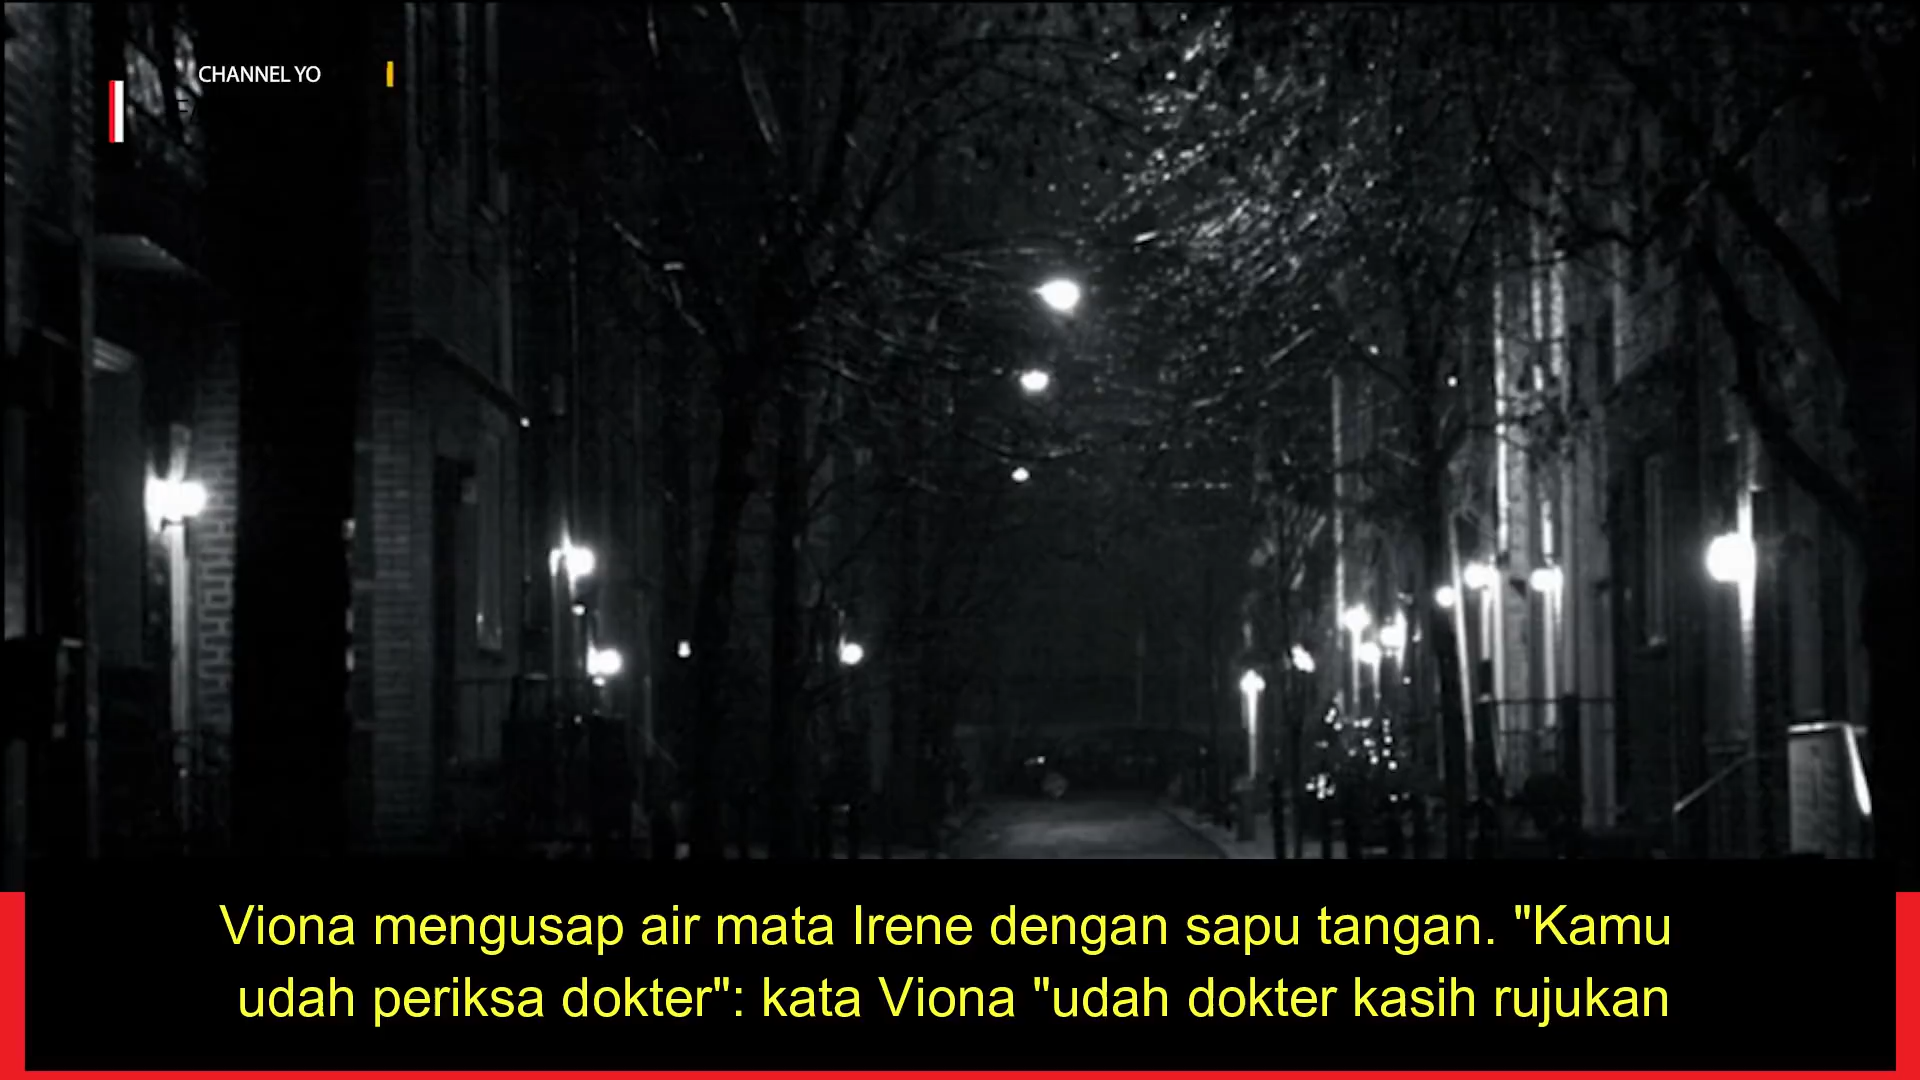 CHANNEL YO
Viona mengusap air mata Irene dengan sapu tangan. "Kamu
udah periksa dokter": kata Viona "udah dokter kasih rujukan